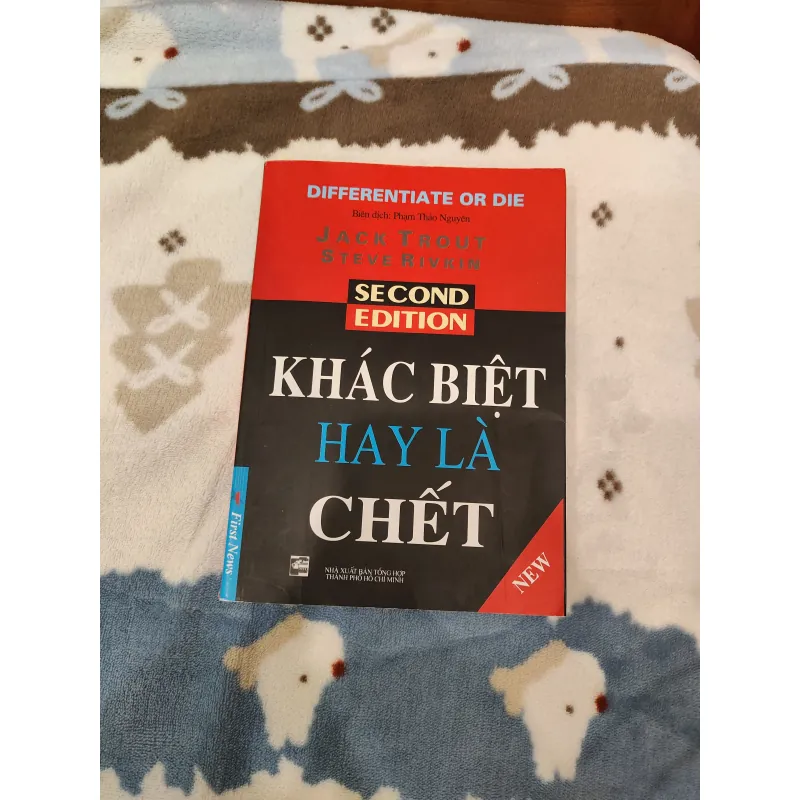 DIFFERENTIATE OR DIE
Biên dịch: Phạm Thảo Nguyên
JACK TROUT
STEVE RIVKIN
SECOND
EDITION
KHÁC BIỆT
HAY LÀ
CHẾT
First News
NHÀ XUẤT BẢN TỔNG HỢP
THÀNH PHỐ HỒ CHÍ MINH
NEW